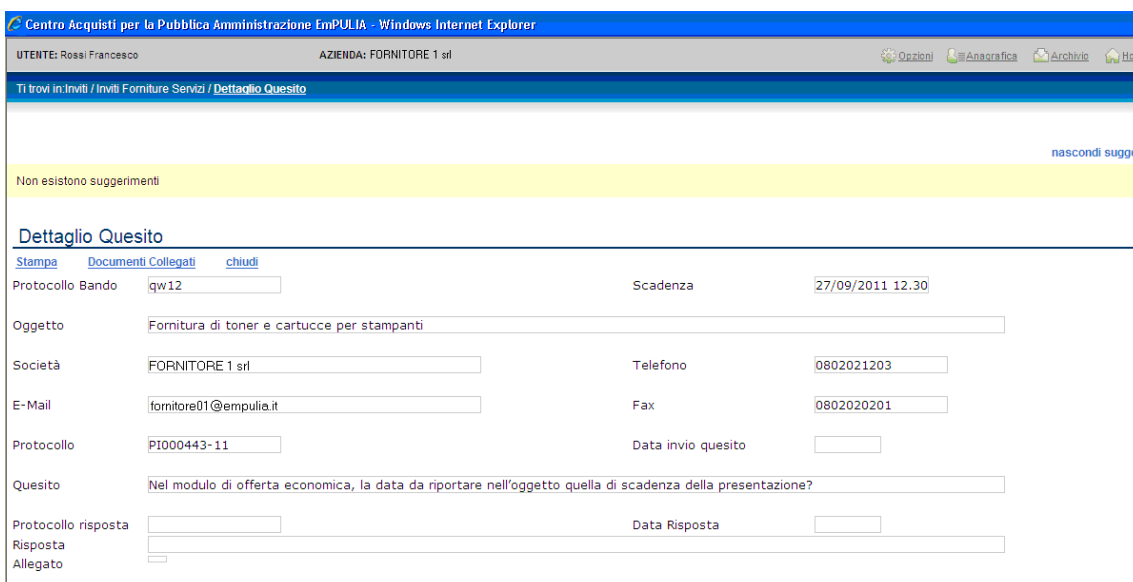 Centro Acquisti per la Pubblica Amministrazione EmPULIA - Windows Internet Explorer
UTENTE: Rossi Francesco AZIENDA: FORNITORE 1 srl Opzioni Anagrafica Archivio Ho
Ti trovi in:Inviti / Inviti Forniture Servizi / Dettaglio Quesito
nascondi sugge
Non esistono suggerimenti
Dettaglio Quesito
Stampa Documenti Collegati chiudi
Protocollo Bando qw12 Scadenza 27/09/2011 12.30
Oggetto Fornitura di toner e cartucce per stampanti
Società FORNITORE 1 srl Telefono 0802021203
E-Mail fornitore01@empulia.it Fax 0802020201
Protocollo PI000443-11 Data invio quesito
Quesito Nel modulo di offerta economica, la data da riportare nell'oggetto quella di scadenza della presentazione?
Protocollo risposta Data Risposta
Risposta
Allegato